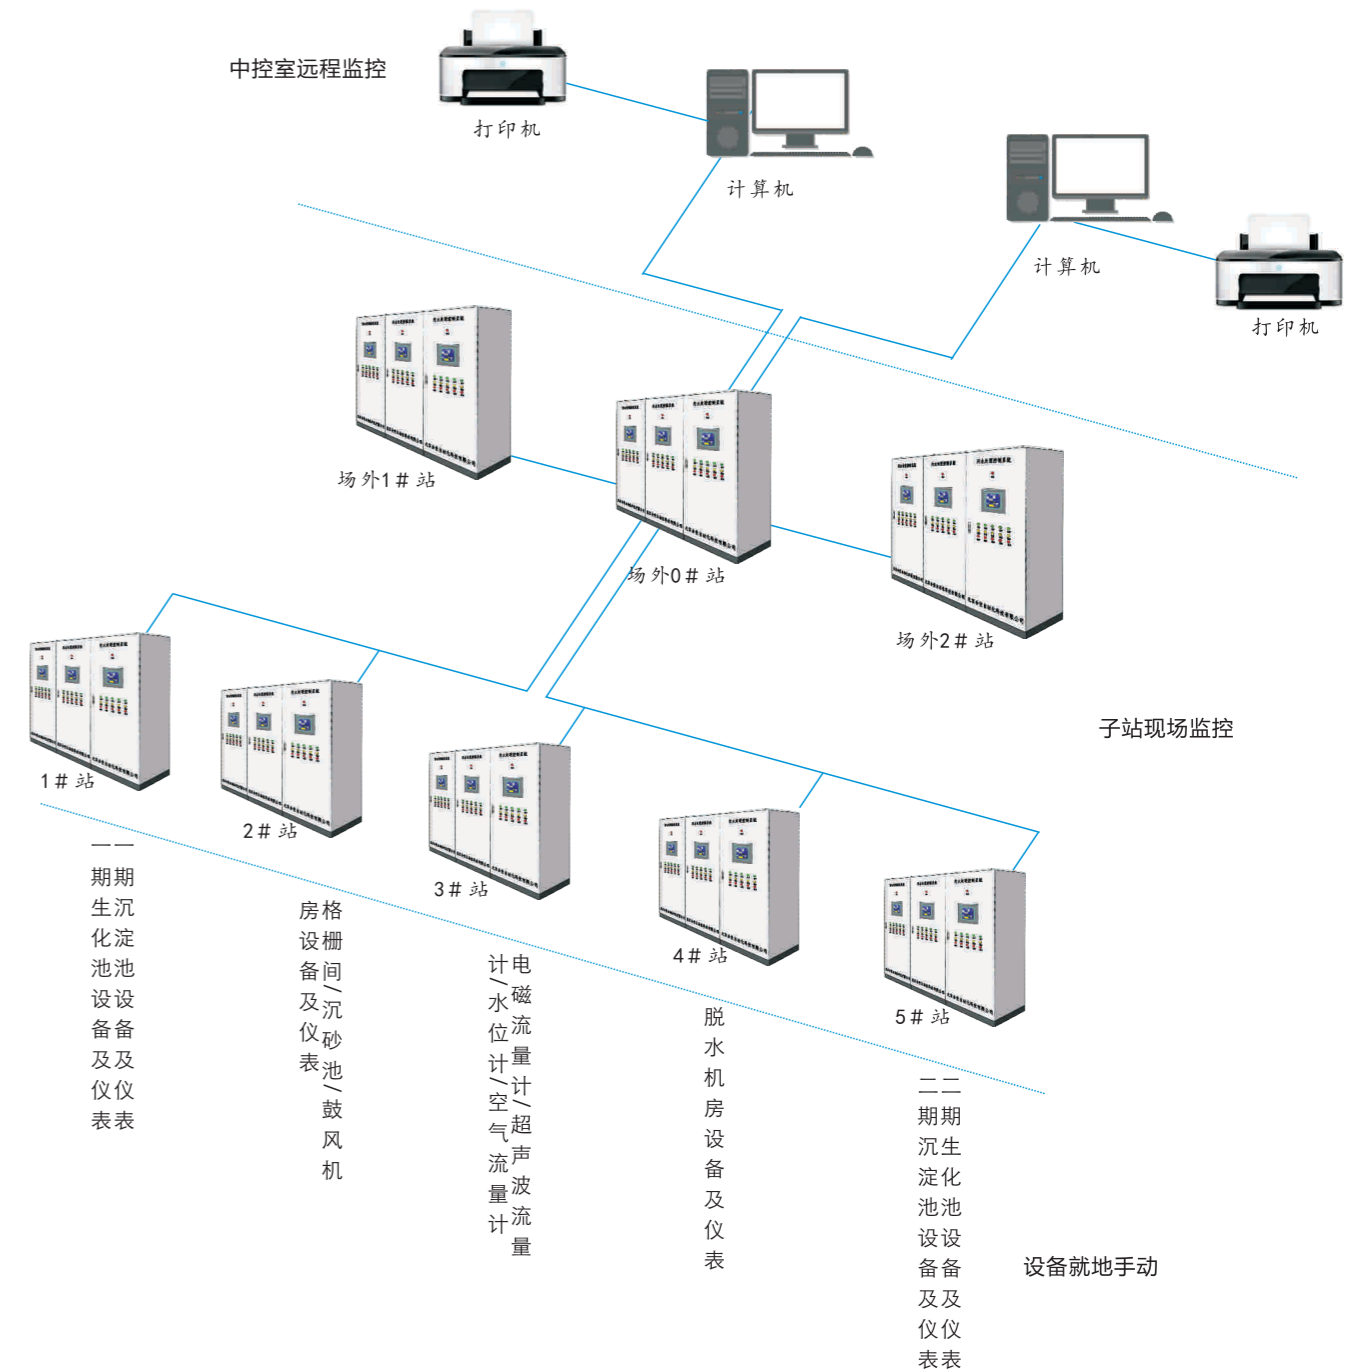 中控室远程监控
打印机
计算机
计算机
打印机
场外1#站
场外0#站
场外2#站
子站现场监控
1#站
2#站
3#站
4#站
5#站
一期沉淀池设备及仪表
一期生化池设备及仪表
格栅间/沉砂池/鼓风机
房设备及仪表
电磁流量计/超声波流量
计/水位计/空气流量计
脱水机房设备及仪表
二期生化池设备及仪表
二期沉淀池设备及仪表
设备就地手动